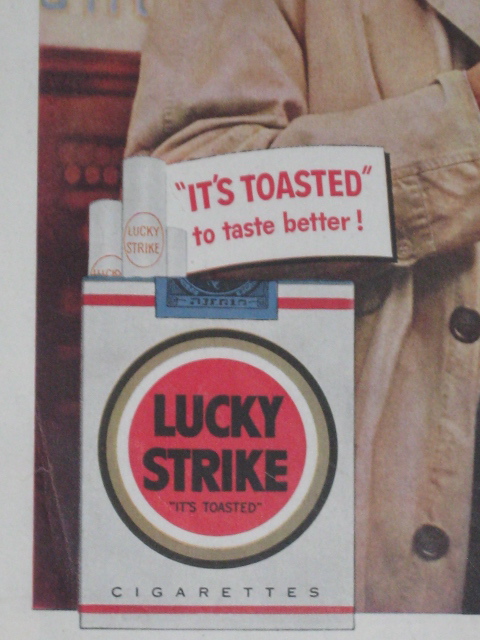 "IT'S TOASTED"
to taste better!
LUCKY
STRIKE
LUCKY
STRIKE
"IT'S TOASTED"
CIGARETTES